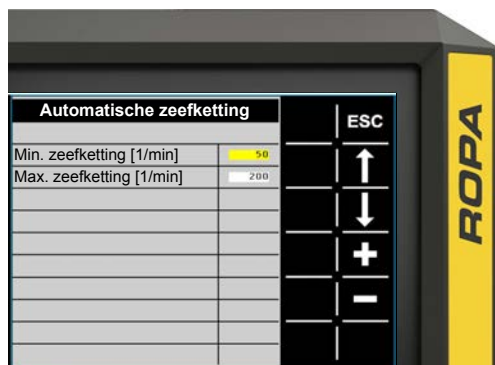 Automatische zeefketting
ESC
Min. zeefketting [1/min] 50
Max. zeefketting [1/min] 200
+
−
ROPA